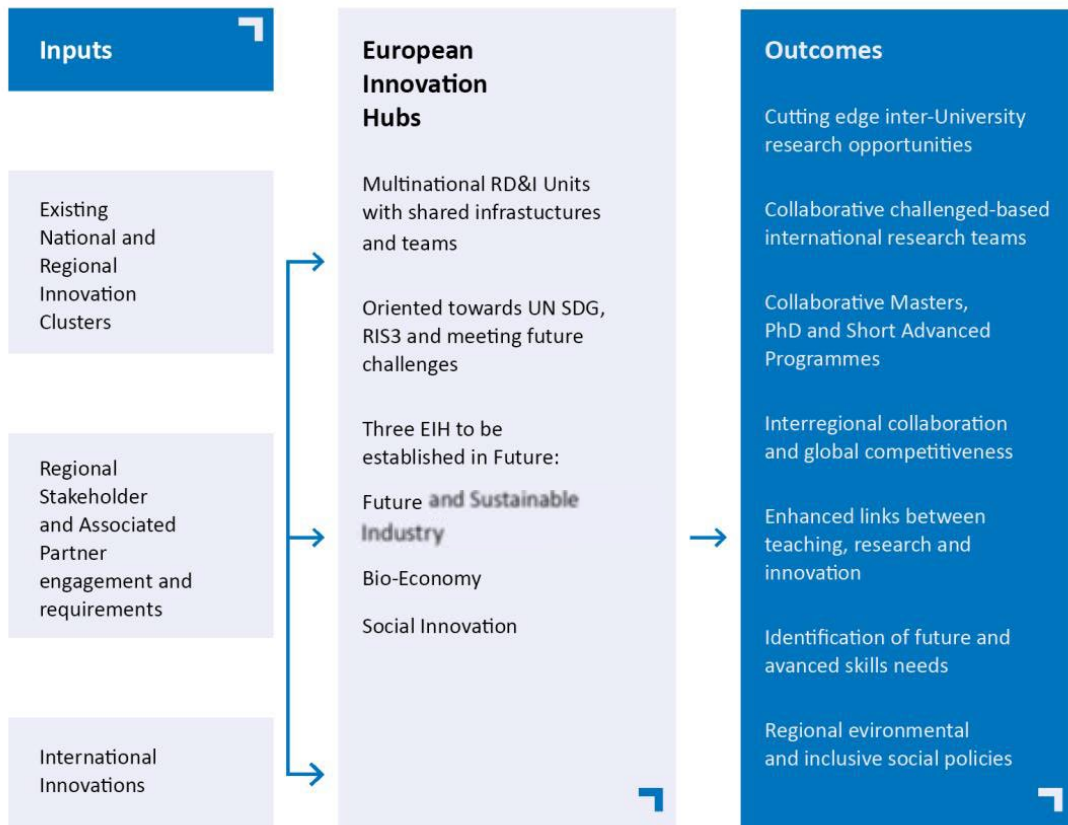 Inputs
Existing
National and
Regional
Innovation
Clusters
Regional
Stakeholder
and Associated
Partner
engagement and
requirements
International
Innovations
European
Innovation
Hubs
Multinational RD&I Units
with shared infrastuctures
and teams
Oriented towards UN SDG,
RIS3 and meeting future
challenges
Three EIH to be
established in Future:
Future and Sustainable
Industry
Bio-Economy
Social Innovation
Outcomes
Cutting edge inter-University
research opportunities
Collaborative challenged-based
international research teams
Collaborative Masters,
PhD and Short Advanced
Programmes
Interregional collaboration
and global competitiveness
Enhanced links between
teaching, research and
innovation
Identification of future and
avanced skills needs
Regional evironmental
and inclusive social policies